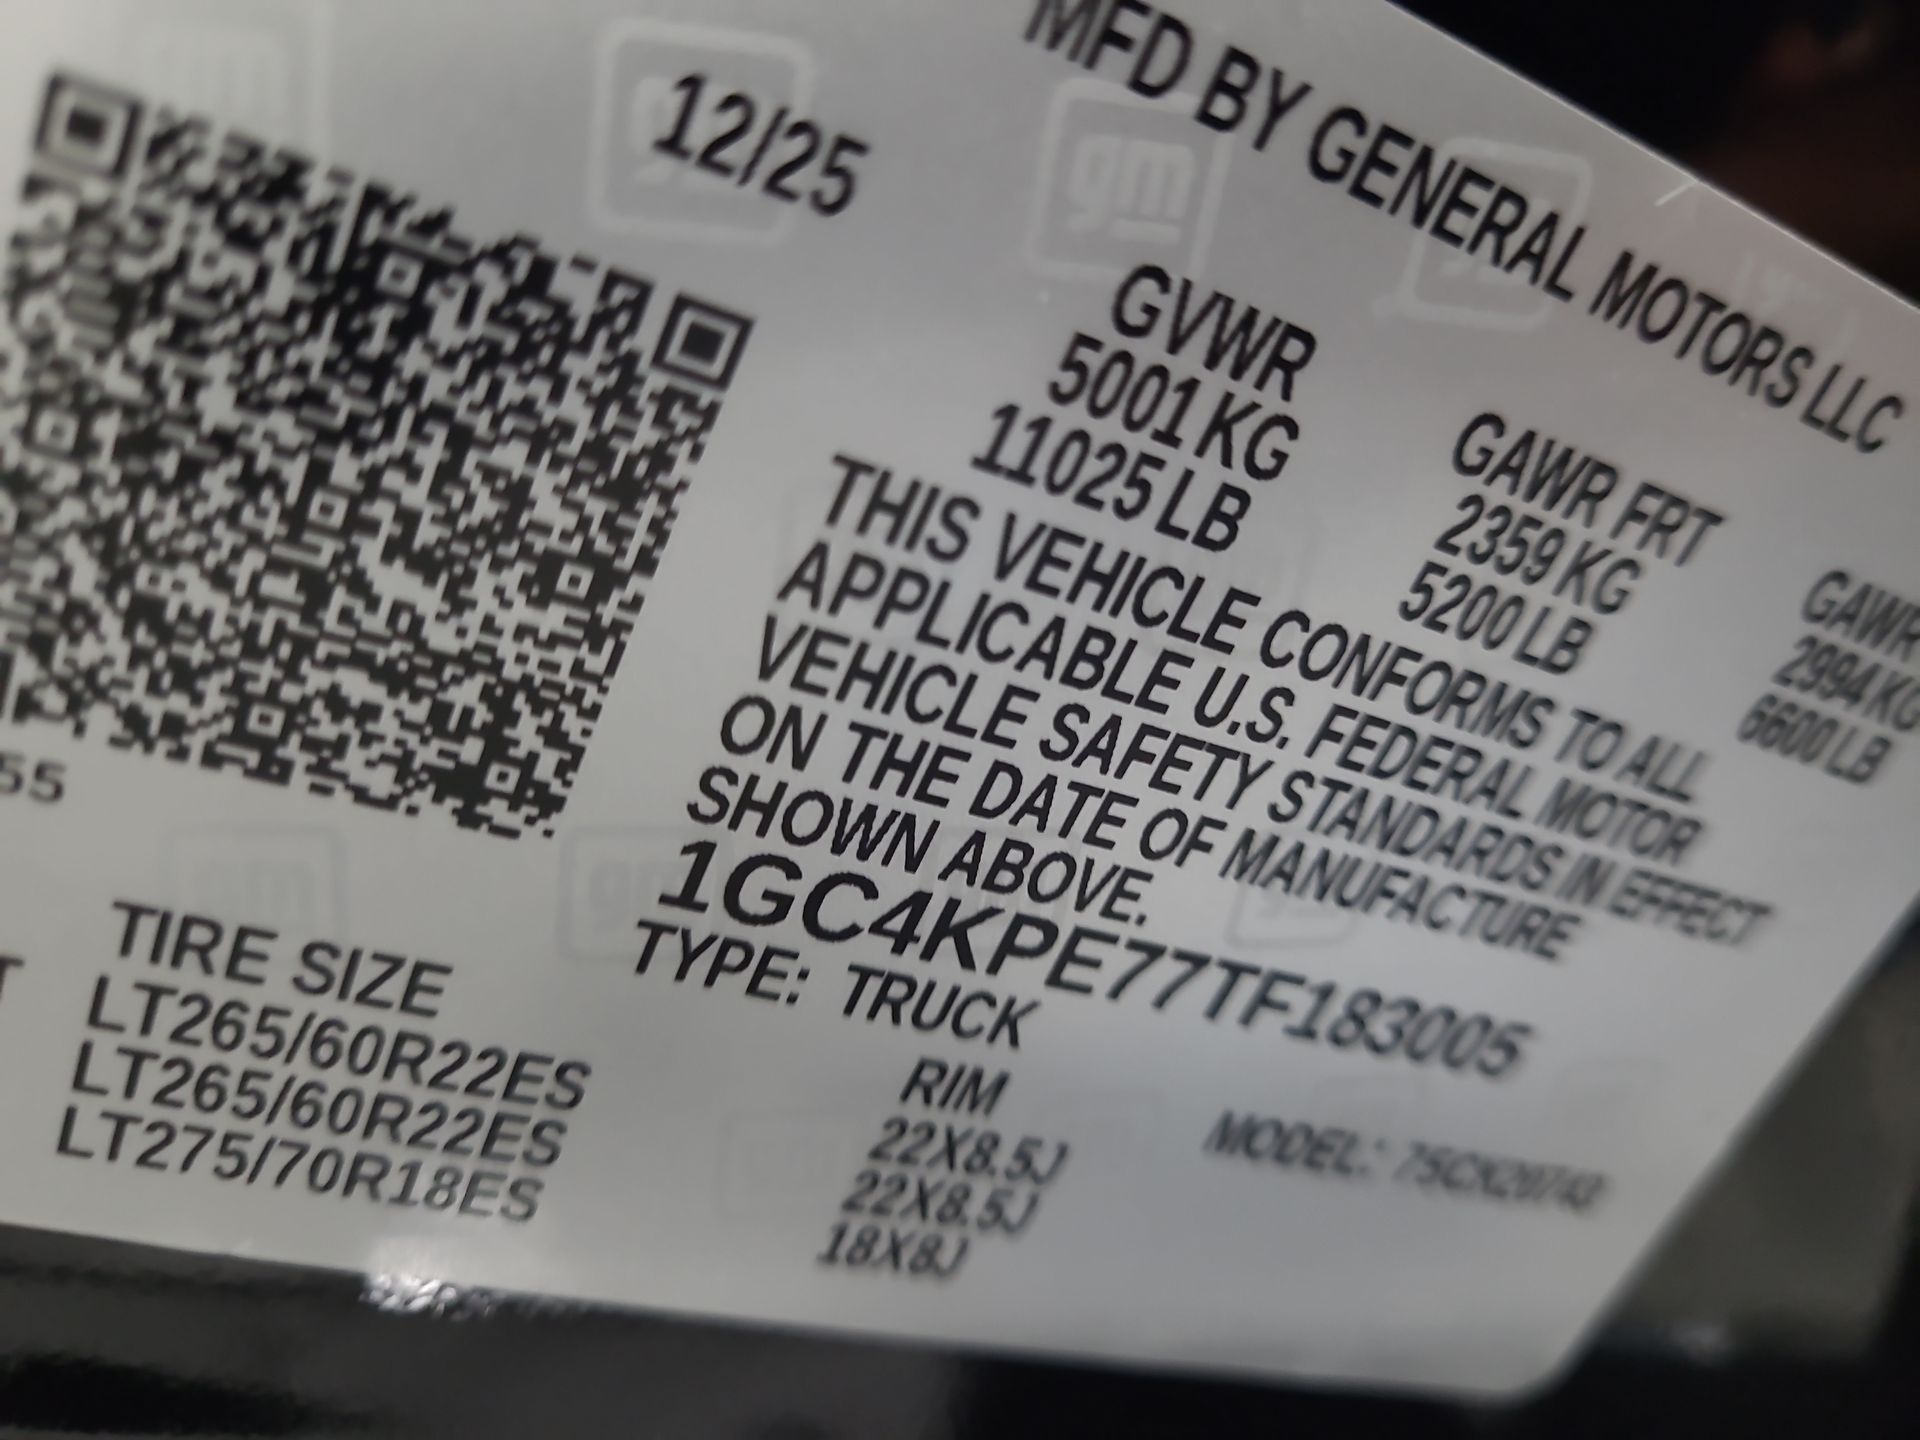 MFD BY GENERAL MOTORS LLC
12/25
GVWR
5001 KG
11025 LB
GAWR FRT
2359 KG
5200 LB
GAWR
2994 KG
6600 LB
THIS VEHICLE CONFORMS TO ALL
APPLICABLE U.S. FEDERAL MOTOR
VEHICLE SAFETY STANDARDS IN EFFECT
ON THE DATE OF MANUFACTURE
SHOWN ABOVE.
1GC4KPE77TF183005
TYPE: TRUCK
MODEL:
55
T
TIRE SIZE
LT265/60R22ES
LT265/60R22ES
LT275/70R18ES
RIM
22X8.5J
22X8.5J
18X8J
gm